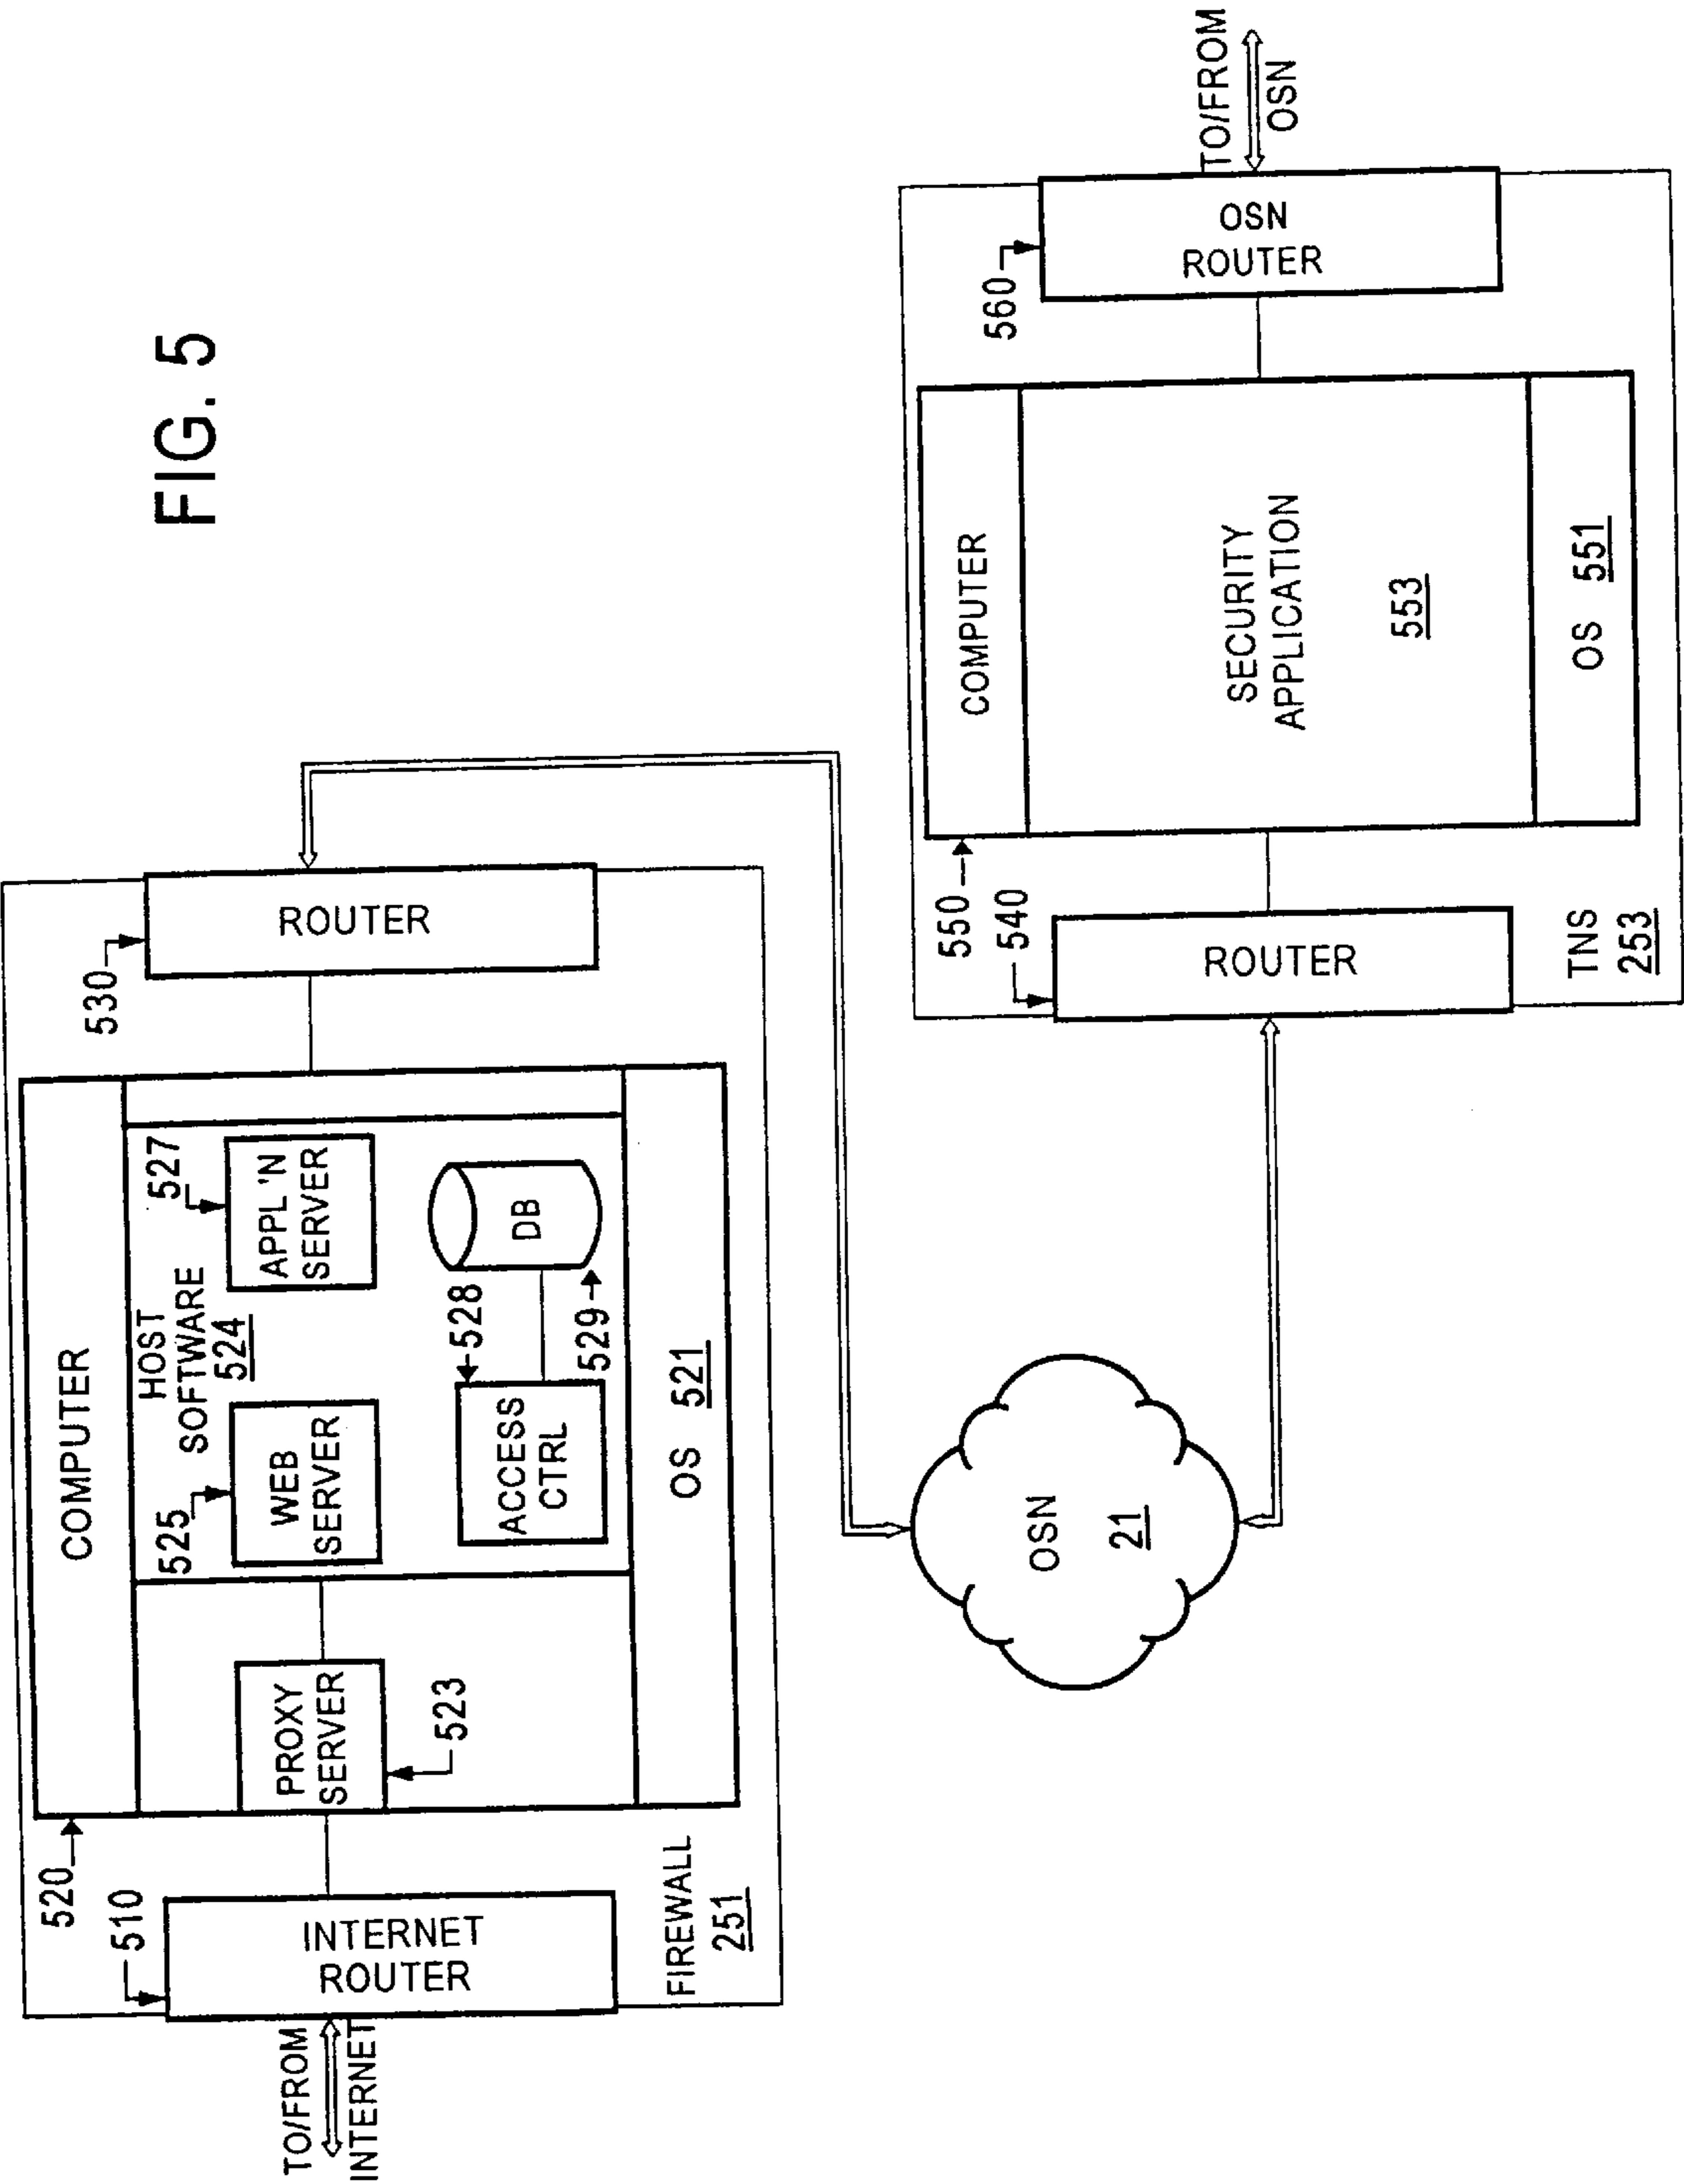 FIG. 5
TO/FROM
INTERNET
510
INTERNET
ROUTER
FIREWALL
251
520
COMPUTER
PROXY
SERVER
523
HOST
SOFTWARE
524
525
WEB
SERVER
527
APPL'N
SERVER
528
ACCESS
CTRL
529
DB
OS 521
530
ROUTER
OSN
21
540
ROUTER
TNS
253
550
COMPUTER
SECURITY
APPLICATION
553
OS 551
560
OSN
ROUTER
TO/FROM
OSN